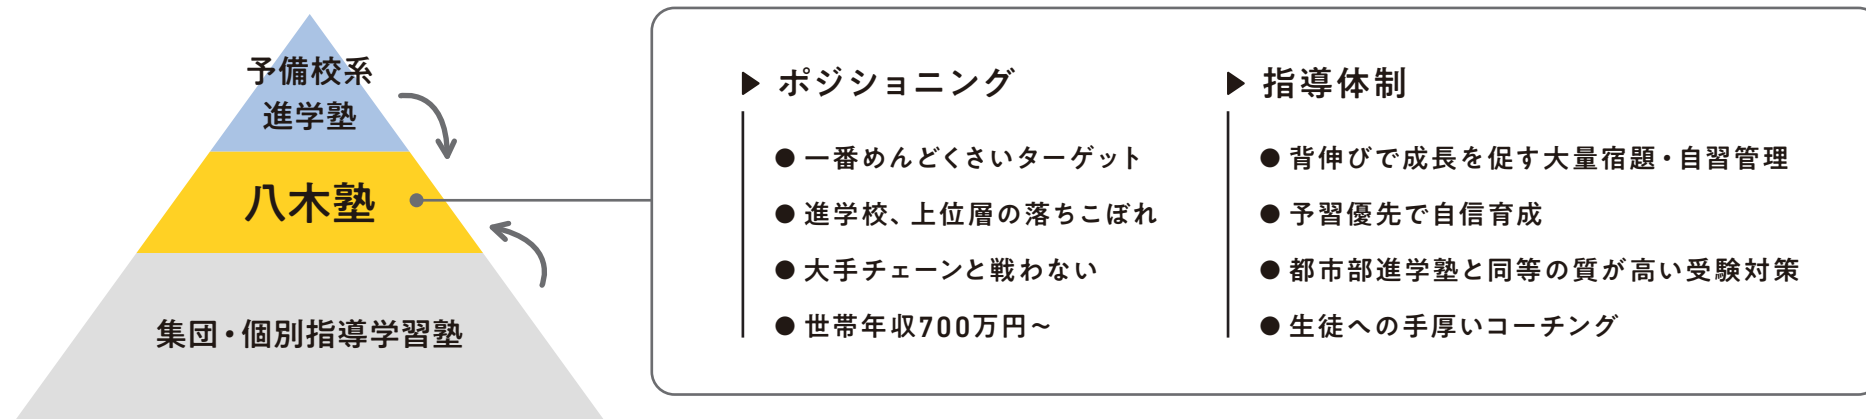 予備校系
進学塾
八木塾
集団・個別指導学習塾
▶ ポジショニング
● 一番めんどくさいターゲット
● 進学校、上位層の落ちこぼれ
● 大手チェーンと戦わない
● 世帯年収700万円～
▶ 指導体制
● 背伸びで成長を促す大量宿題・自習管理
● 予習優先で自信育成
● 都市部進学塾と同等の質が高い受験対策
● 生徒への手厚いコーチング